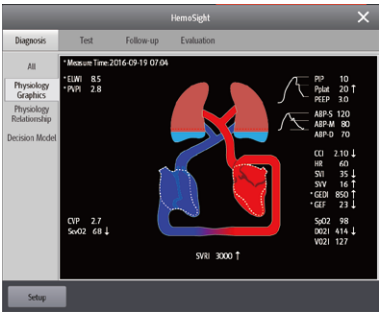 HemoSight
Diagnosis Test Follow-up Evaluation
All
Physiology
Graphics
Physiology
Relationship
Decision Model
*Measure Time:2016-09-19 07:04
*ELWI 8.5
*PVPI 2.8
PIP 10
Pplat 20 ↑
PEEP 3.0
ABP-S 120
ABP-M 80
ABP-D 70
CCI 2.10 ↓
HR 60
SVI 35 ↓
SVV 16 ↑
*GEDI 850 ↑
*GEF 23 ↓
CVP 2.7
ScvO2 68 ↓
SpO2 98
DO2I 414 ↓
VO2I 127
SVRI 3000 ↑
Setup